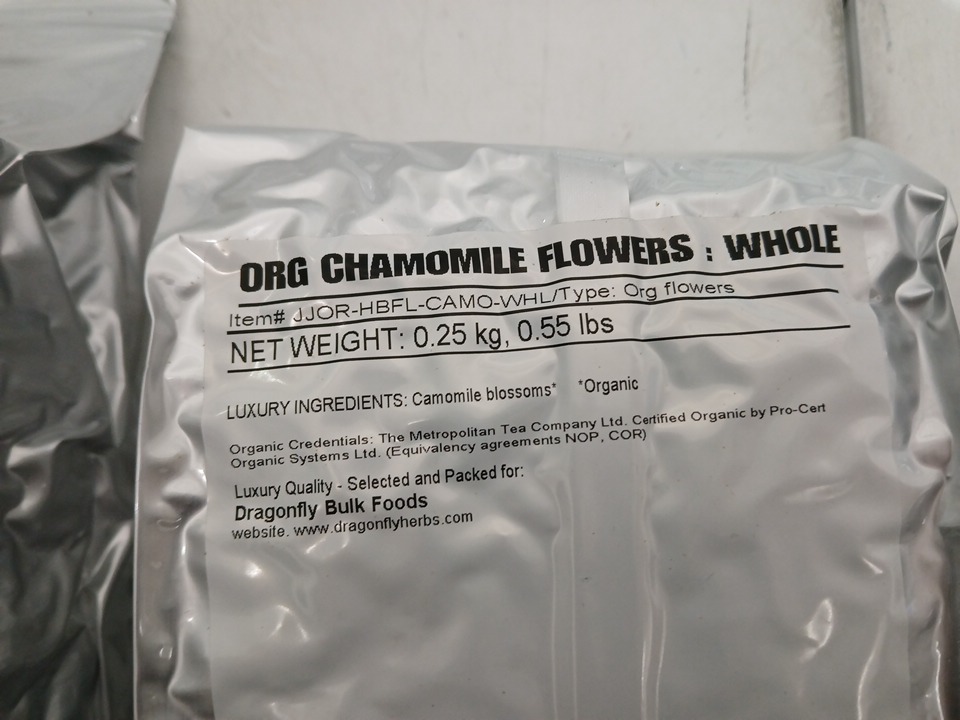 ORG CHAMOMILE FLOWERS : WHOLE
Item# JJOR-HBFL-CAMO-WHL/Type: Org flowers
NET WEIGHT: 0.25 kg, 0.55 lbs
LUXURY INGREDIENTS: Camomile blossoms* *Organic
Organic Credentials: The Metropolitan Tea Company Ltd. Certified Organic by Pro-Cert
Organic Systems Ltd. (Equivalency agreements NOP, COR)
Luxury Quality - Selected and Packed for:
Dragonfly Bulk Foods
website. www.dragonflyherbs.com